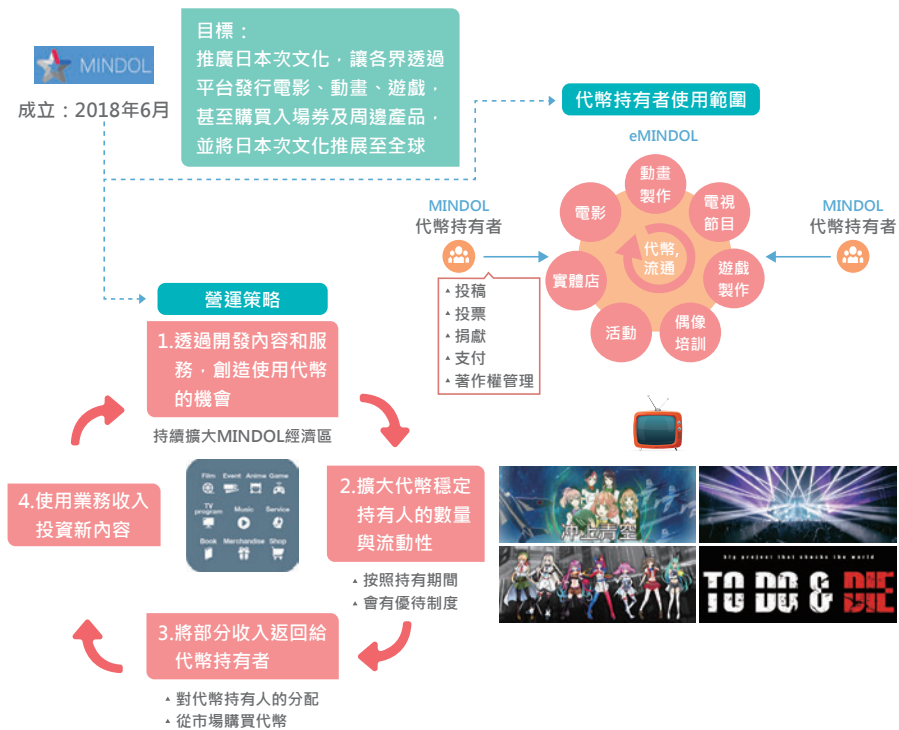 MINDOL
成立：2018年6月
目標：
推廣日本次文化，讓各界透過
平台發行電影、動畫、遊戲，
甚至購買入場券及周邊產品，
並將日本次文化推展至全球
代幣持有者使用範圍
eMINDOL
動畫
製作
電視
節目
遊戲
製作
偶像
培訓
活動
實體店
電影
代幣,
流通
MINDOL
代幣持有者
MINDOL
代幣持有者
▲投稿
▲投票
▲捐獻
▲支付
▲著作權管理
營運策略
1.透過開發內容和服
務，創造使用代幣
的機會
持續擴大MINDOL經濟區
Film Event Anime Game
TV
program Music Service
Book Merchandise Shop
2.擴大代幣穩定
持有人的數量
與流動性
▲按照持有期間
▲會有優待制度
3.將部分收入返回給
代幣持有者
▲對代幣持有人的分配
▲從市場購買代幣
4.使用業務收入
投資新內容
big project that shocks the world
TO DO & DIE